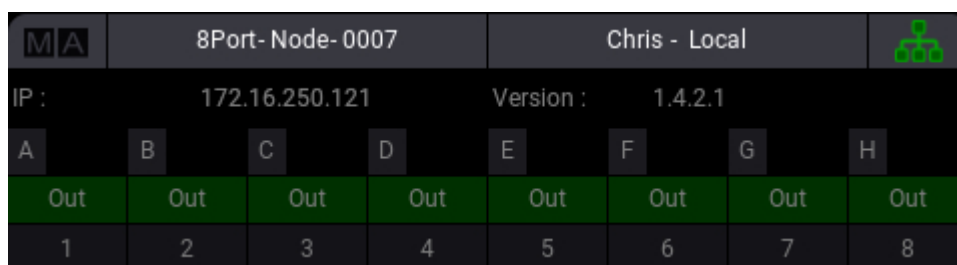 MA 8Port-Node-0007 Chris - Local
IP : 172.16.250.121 Version : 1.4.2.1
A B C D E F G H
Out Out Out Out Out Out Out Out
1 2 3 4 5 6 7 8